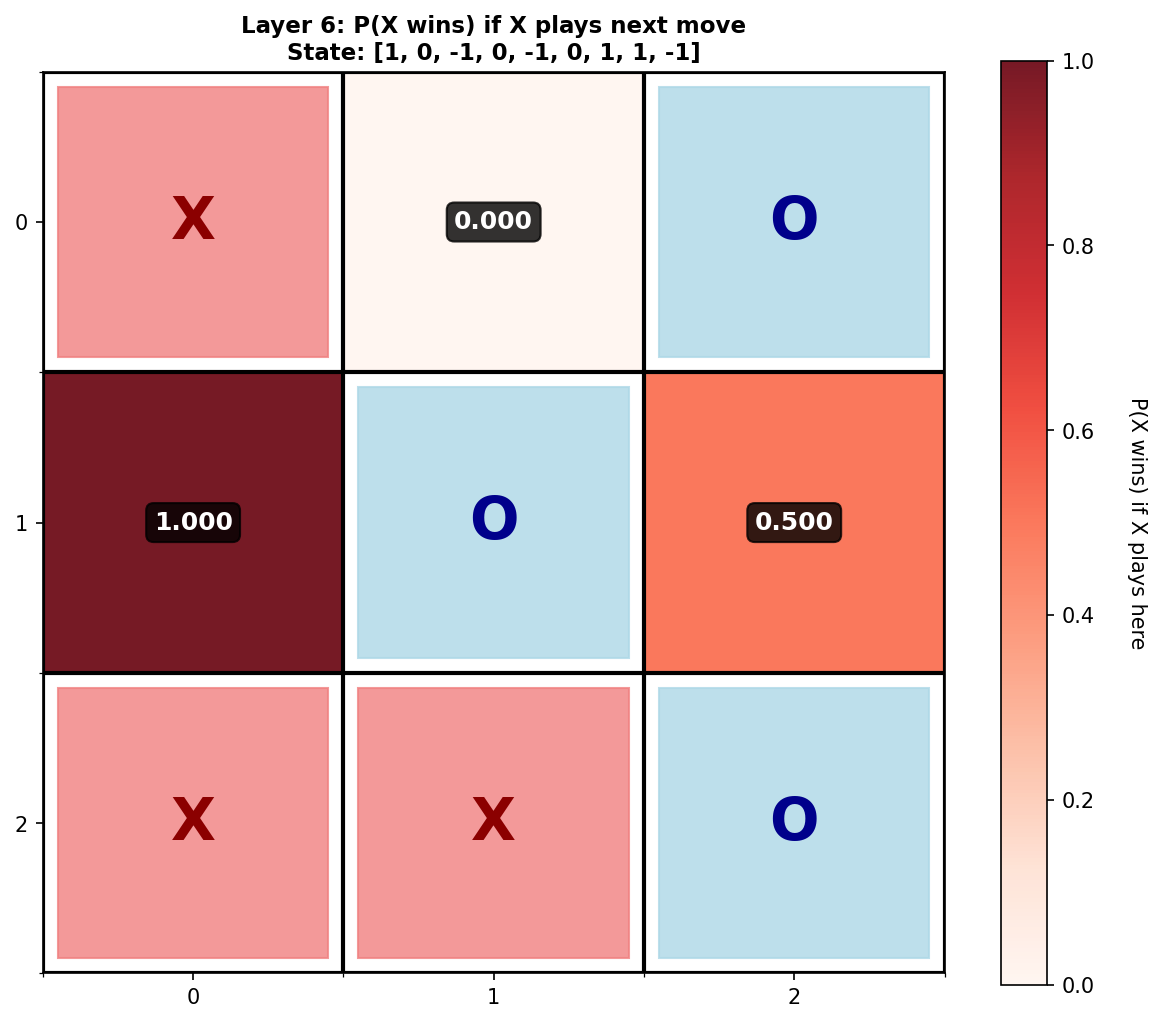 Layer 6: P(X wins) if X plays next move
State: [1, 0, -1, 0, -1, 0, 1, 1, -1]
0
X
0.000
O
1
1.000
O
0.500
2
X
X
O
0
1
2
1.0
0.8
0.6
0.4
0.2
0.0
P(X wins) if X plays here